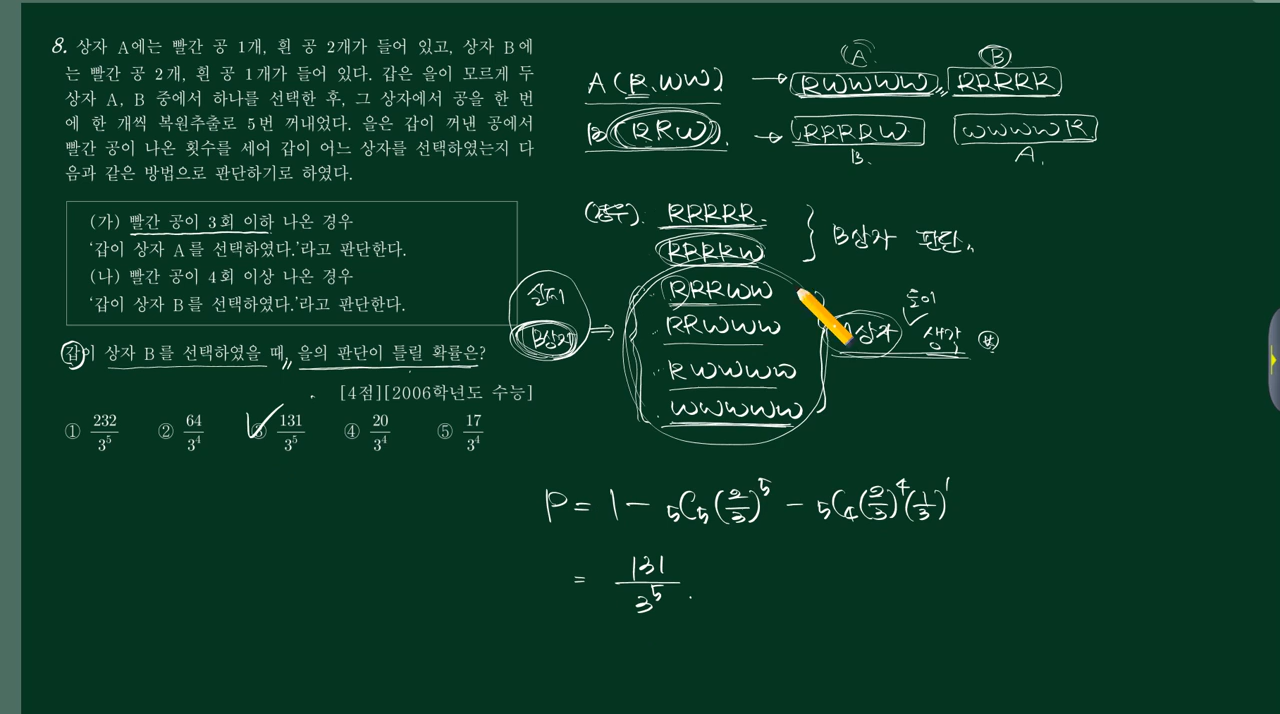 8. 상자 A에는 빨간 공 1개, 흰 공 2개가 들어 있고, 상자 B에
는 빨간 공 2개, 흰 공 1개가 들어 있다. 갑은 을이 모르게 두
상자 A, B 중에서 하나를 선택한 후, 그 상자에서 공을 한 번
에 한 개씩 복원추출로 5번 꺼내었다. 을은 갑이 꺼낸 공에서
빨간 공이 나온 횟수를 세어 갑이 어느 상자를 선택하였는지 다
음과 같은 방법으로 판단하기로 하였다.
(가) 빨간 공이 3회 이하 나온 경우
‘갑이 상자 A를 선택하였다.’라고 판단한다.
(나) 빨간 공이 4회 이상 나온 경우
‘갑이 상자 B를 선택하였다.’라고 판단한다.
갑이 상자 B를 선택하였을 때, 을의 판단이 틀릴 확률은?
[4점][2006학년도 수능]
① 232/3⁵ ② 64/3⁴ ③ 131/3⁵ ④ 20/3⁴ ⑤ 17/3⁴
Ⓐ Ⓑ
A(R.WW) → RWWWW, RRRRR
B(RRW). → RRRRW WWWWR
B. A.
(경우). RRRRR.
RRRRW
B상자 판단.
RRRWW
RRWWW
RWWWW
WWWWW
실제
B상자 ⇒
상자 생각
P = 1 - ₅C₅(2/3)⁵ - ₅C₄(2/3)⁴(1/3)¹
= 131/3⁵.